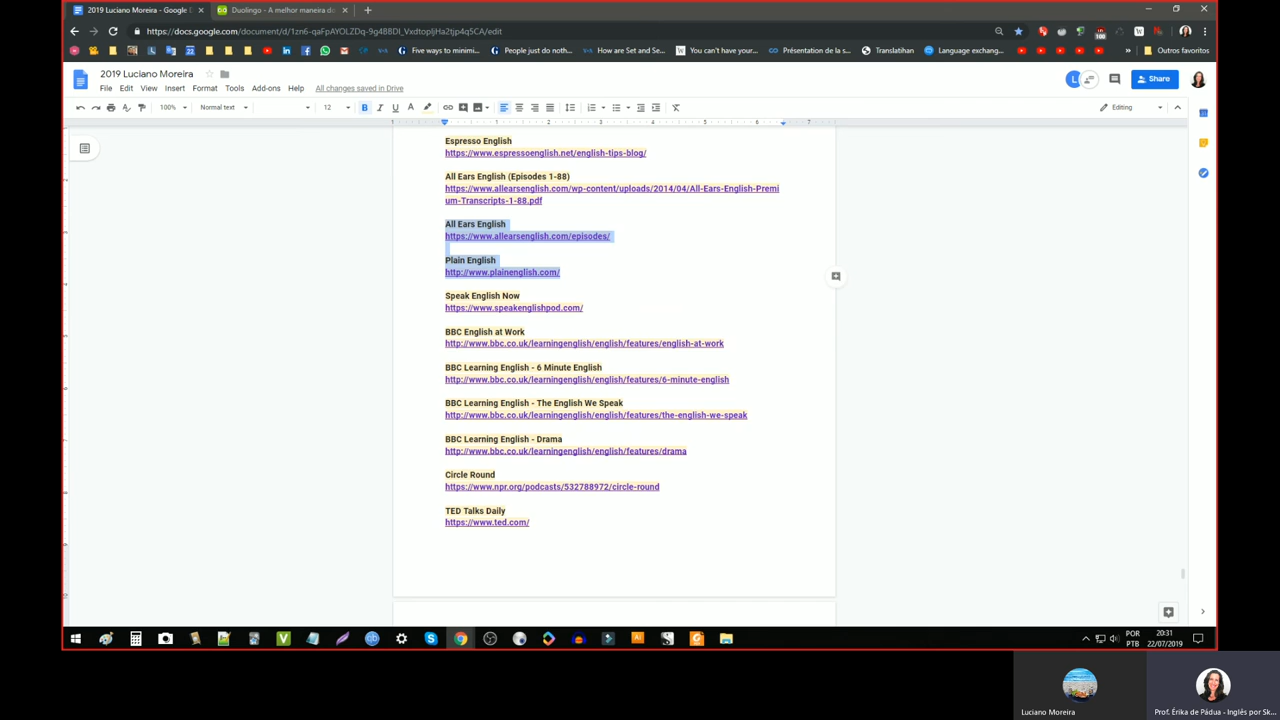 2019 Luciano Moreira - Google D
Duolingo - A melhor maneira de
https://docs.google.com/document/d/1zn6-qaFpAYOLZDq-9g488DI_VxdtopljHa2tjp4q5CA/edit
Five ways to minimi...
People just do noth...
How are Set and Se...
You can't have your...
Présentation de la s...
Translatihan
Language exchang...
Outros favoritos
2019 Luciano Moreira
Share
File Edit View Insert Format Tools Add-ons Help All changes saved in Drive
100% Normal text 12 Editing
Espresso English
https://www.espressoenglish.net/english-tips-blog/
All Ears English (Episodes 1-88)
https://www.allearsenglish.com/wp-content/uploads/2014/04/All-Ears-English-Premi
um-Transcripts-1-88.pdf
All Ears English
https://www.allearsenglish.com/episodes/
Plain English
http://www.plainenglish.com/
Speak English Now
https://www.speakenglishpod.com/
BBC English at Work
http://www.bbc.co.uk/learningenglish/english/features/english-at-work
BBC Learning English - 6 Minute English
http://www.bbc.co.uk/learningenglish/english/features/6-minute-english
BBC Learning English - The English We Speak
http://www.bbc.co.uk/learningenglish/english/features/the-english-we-speak
BBC Learning English - Drama
http://www.bbc.co.uk/learningenglish/english/features/drama
Circle Round
https://www.npr.org/podcasts/532788972/circle-round
TED Talks Daily
https://www.ted.com/
POR
PTB
20:31
22/07/2019
Luciano Moreira
Prof. Érika de Pádua - Inglês por Sk...